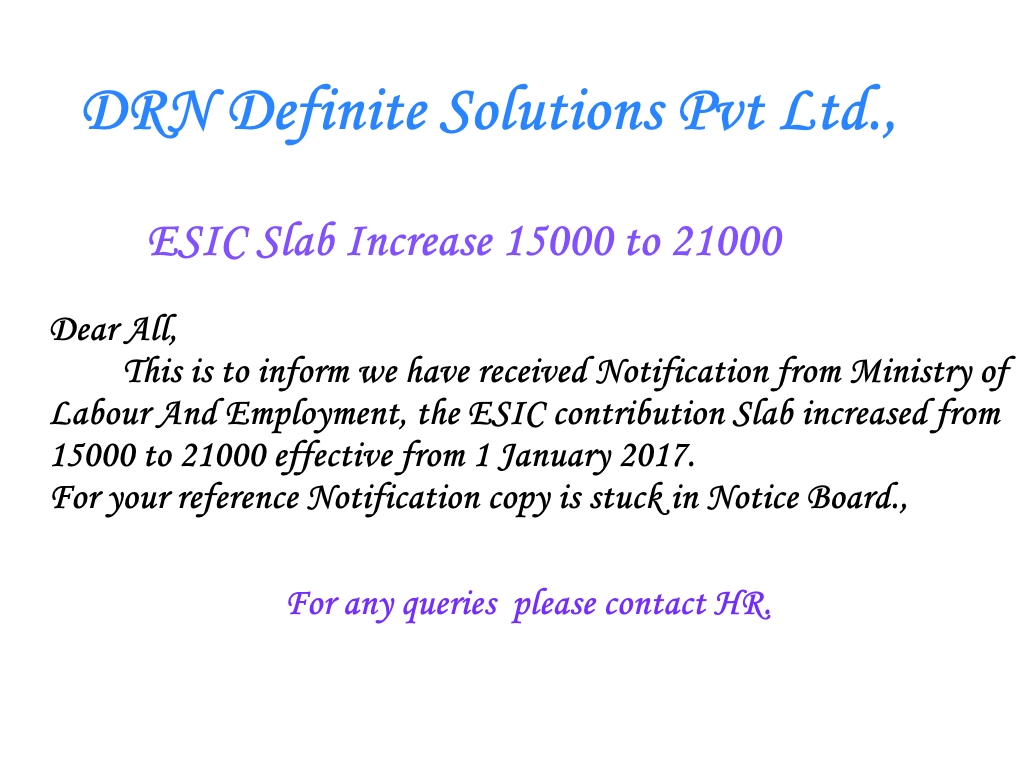 DRN Definite Solutions Pvt Ltd.,
ESIC Slab Increase 15000 to 21000
Dear All,
This is to inform we have received Notification from Ministry of
Labour And Employment, the ESIC contribution Slab increased from
15000 to 21000 effective from 1 January 2017.
For your reference Notification copy is stuck in Notice Board.,
For any queries  please contact HR.